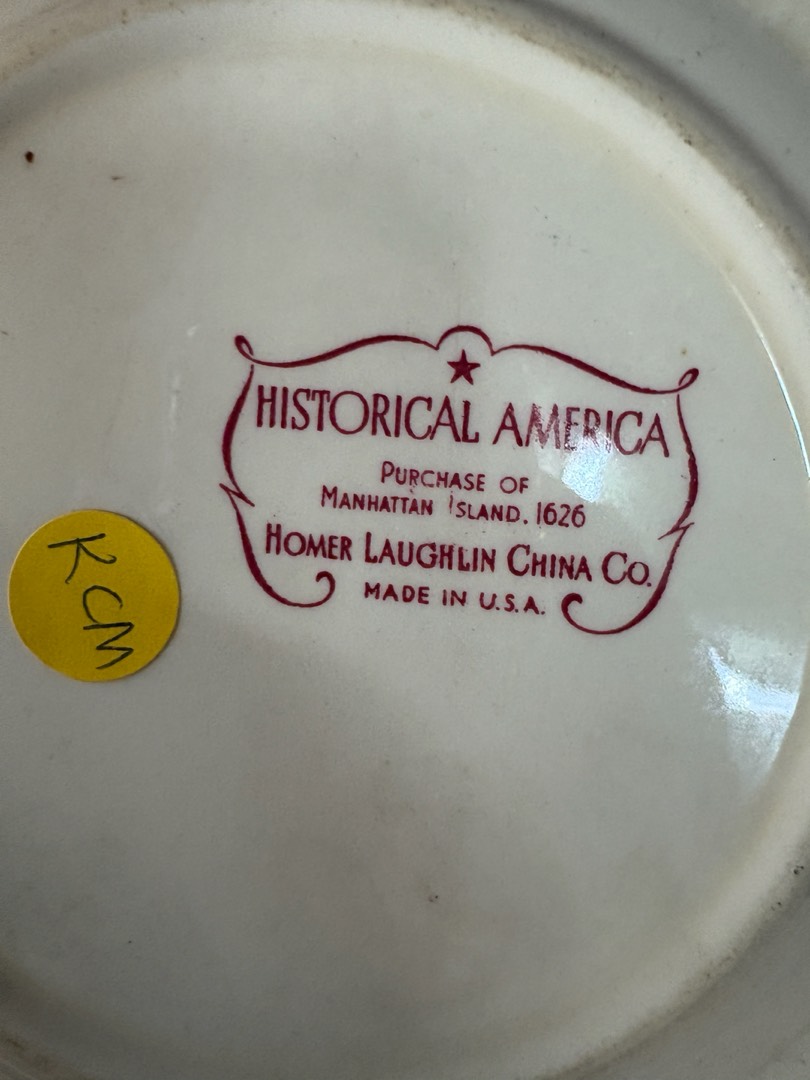 HISTORICAL AMERICA
PURCHASE OF
MANHATTAN ISLAND, 1626
HOMER LAUGHLIN CHINA CO.
MADE IN U.S.A.
KCM